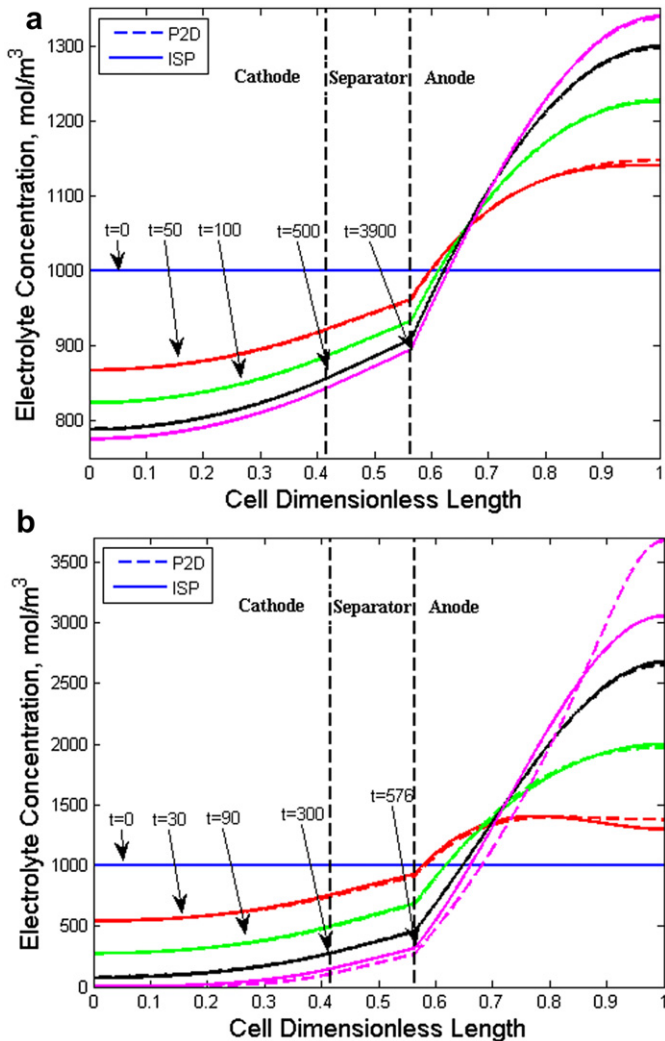 a
1300
1200
1100
1000
900
800
Electrolyte Concentration, mol/m³
P2D
ISP
Cathode
Separator
Anode
t=0
t=50
t=100
t=500
t=3900
0
0.1
0.2
0.3
0.4
0.5
0.6
0.7
0.8
0.9
1
Cell Dimensionless Length
b
3500
3000
2500
2000
1500
1000
500
0
Electrolyte Concentration, mol/m³
P2D
ISP
Cathode
Separator
Anode
t=0
t=30
t=90
t=300
t=576
0
0.1
0.2
0.3
0.4
0.5
0.6
0.7
0.8
0.9
1
Cell Dimensionless Length